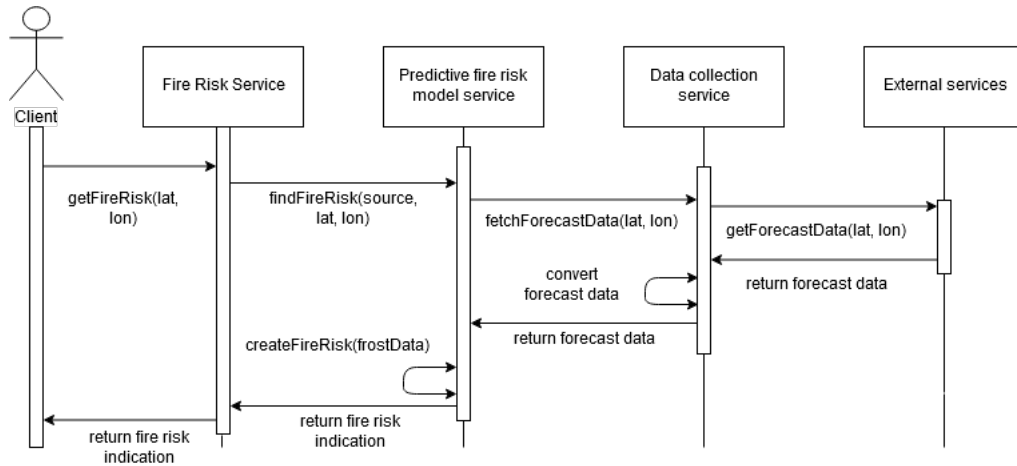 Client
Fire Risk Service
Predictive fire risk
model service
Data collection
service
External services
getFireRisk(lat,
lon)
findFireRisk(source,
lat, lon)
fetchForecastData(lat, lon)
getForecastData(lat, lon)
return forecast data
convert
forecast data
return forecast data
createFireRisk(frostData)
return fire risk
indication
return fire risk
indication